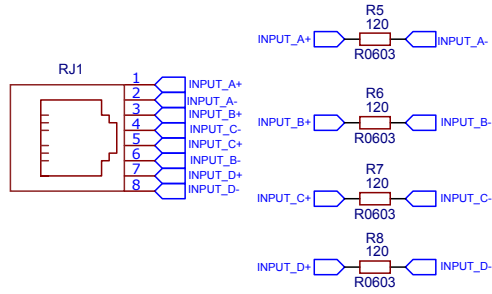 RJ1
1 INPUT_A+
2 INPUT_A-
3 INPUT_B+
4 INPUT_C-
5 INPUT_C+
6 INPUT_B-
7 INPUT_D+
8 INPUT_D-
R5
120
INPUT_A+ INPUT_A-
R0603
R6
120
INPUT_B+ INPUT_B-
R0603
R7
120
INPUT_C+ INPUT_C-
R0603
R8
120
INPUT_D+ INPUT_D-
R0603